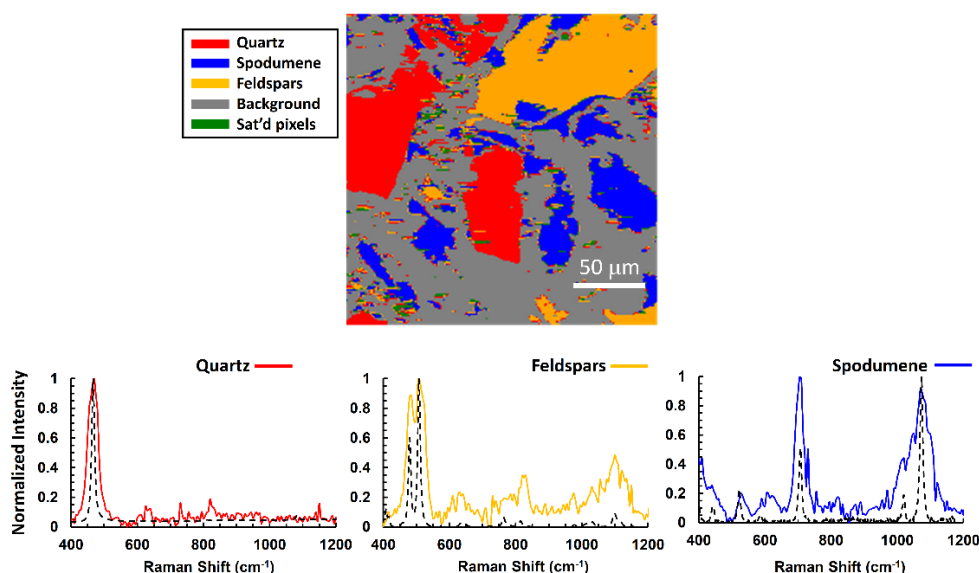 Quartz
Spodumene
Feldspars
Background
Sat'd pixels
50 µm
Quartz
Feldspars
Spodumene
Normalized Intensity
1
0.8
0.6
0.4
0.2
0
400 600 800 1000 1200
Raman Shift (cm⁻¹)
1
0.8
0.6
0.4
0.2
0
400 600 800 1000 1200
Raman Shift (cm⁻¹)
1
0.8
0.6
0.4
0.2
0
400 600 800 1000 1200
Raman Shift (cm⁻¹)